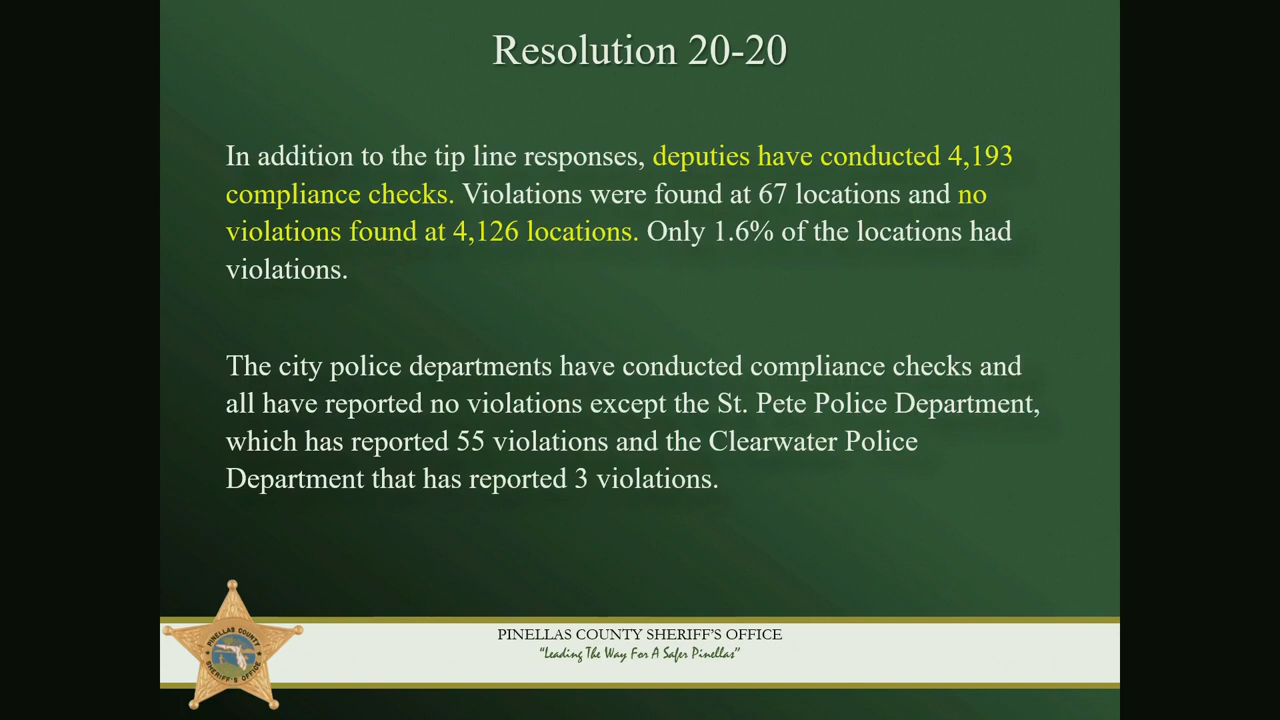 Resolution 20-20
In addition to the tip line responses, deputies have conducted 4,193
compliance checks. Violations were found at 67 locations and no
violations found at 4,126 locations. Only 1.6% of the locations had
violations.
The city police departments have conducted compliance checks and
all have reported no violations except the St. Pete Police Department,
which has reported 55 violations and the Clearwater Police
Department that has reported 3 violations.
PINELLAS COUNTY SHERIFF'S OFFICE
"Leading The Way For A Safer Pinellas"
PINELLAS COUNTY
SHERIFF'S OFFICE